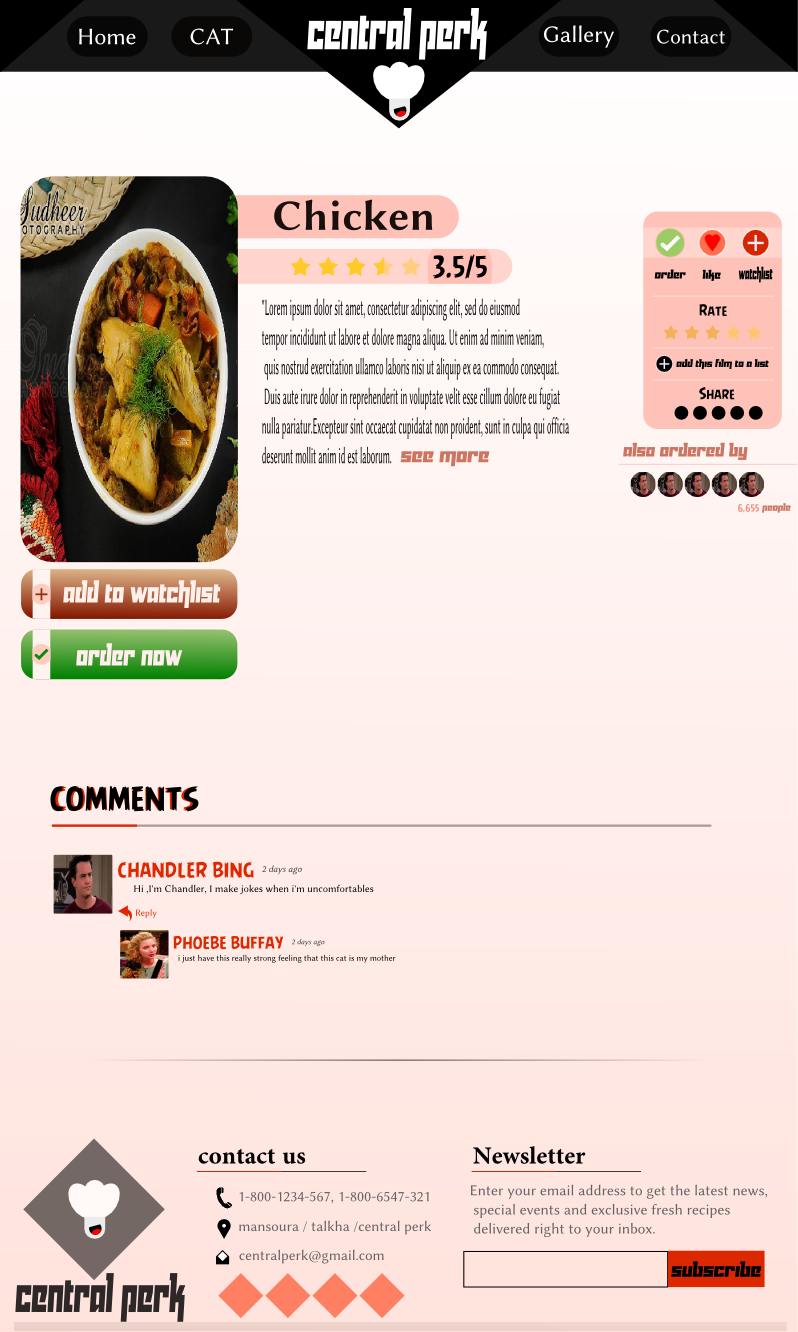 Home
CAT
central perk
Gallery
Contact
Sudheer
OTOGRAPHY
Chicken
3.5/5
"Lorem ipsum dolor sit amet, consectetur adipiscing elit, sed do eiusmod
tempor incididunt ut labore et dolore magna aliqua. Ut enim ad minim veniam,
quis nostrud exercitation ullamco laboris nisi ut aliquip ex ea commodo consequat.
Duis aute irure dolor in reprehenderit in voluptate velit esse cillum dolore eu fugiat
nulla pariatur.Excepteur sint occaecat cupidatat non proident, sunt in culpa qui officia
deserunt mollit anim id est laborum. see more
order like watchlist
Rate
add this film to a list
Share
also ordered by
6,655 people
add to watchlist
order now
COMMENTS
CHANDLER BING 2 days ago
Hi ,I'm Chandler, I make jokes when i'm uncomfortables
Reply
PHOEBE BUFFAY 2 days ago
i just have this really strong feeling that this cat is my mother
central perk
contact us
1-800-1234-567, 1-800-6547-321
mansoura / talkha /central perk
centralperk@gmail.com
Newsletter
Enter your email address to get the latest news,
special events and exclusive fresh recipes
delivered right to your inbox.
subscribe